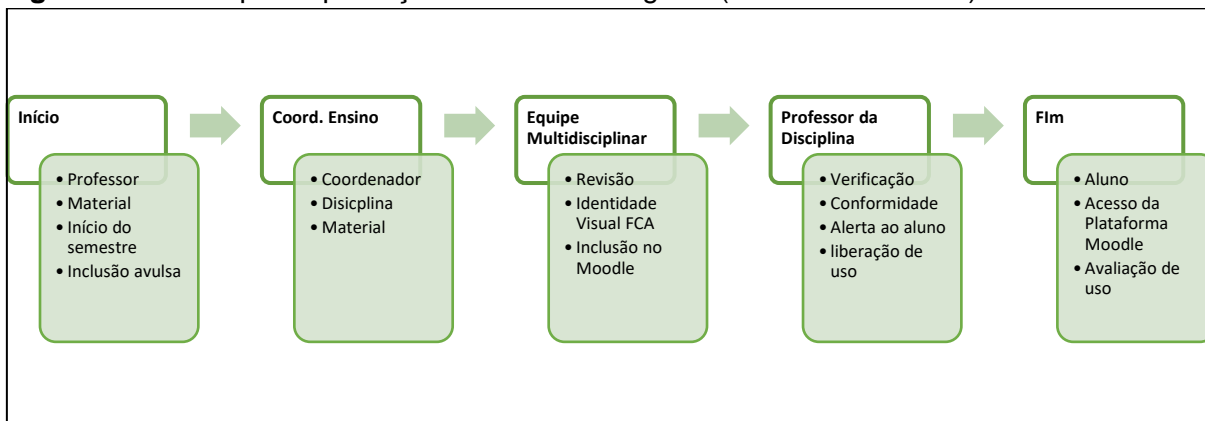 Início
• Professor
• Material
• Início do
semestre
• Inclusão avulsa
Coord. Ensino
• Coordenador
• Disicplina
• Material
Equipe
Multidisciplinar
• Revisão
• Identidade
Visual FCA
• Inclusão no
Moodle
Professor da
Disciplina
• Verificação
• Conformidade
• Alerta ao aluno
• liberação de
uso
FIm
• Aluno
• Acesso da
Plataforma
Moodle
• Avaliação de
uso